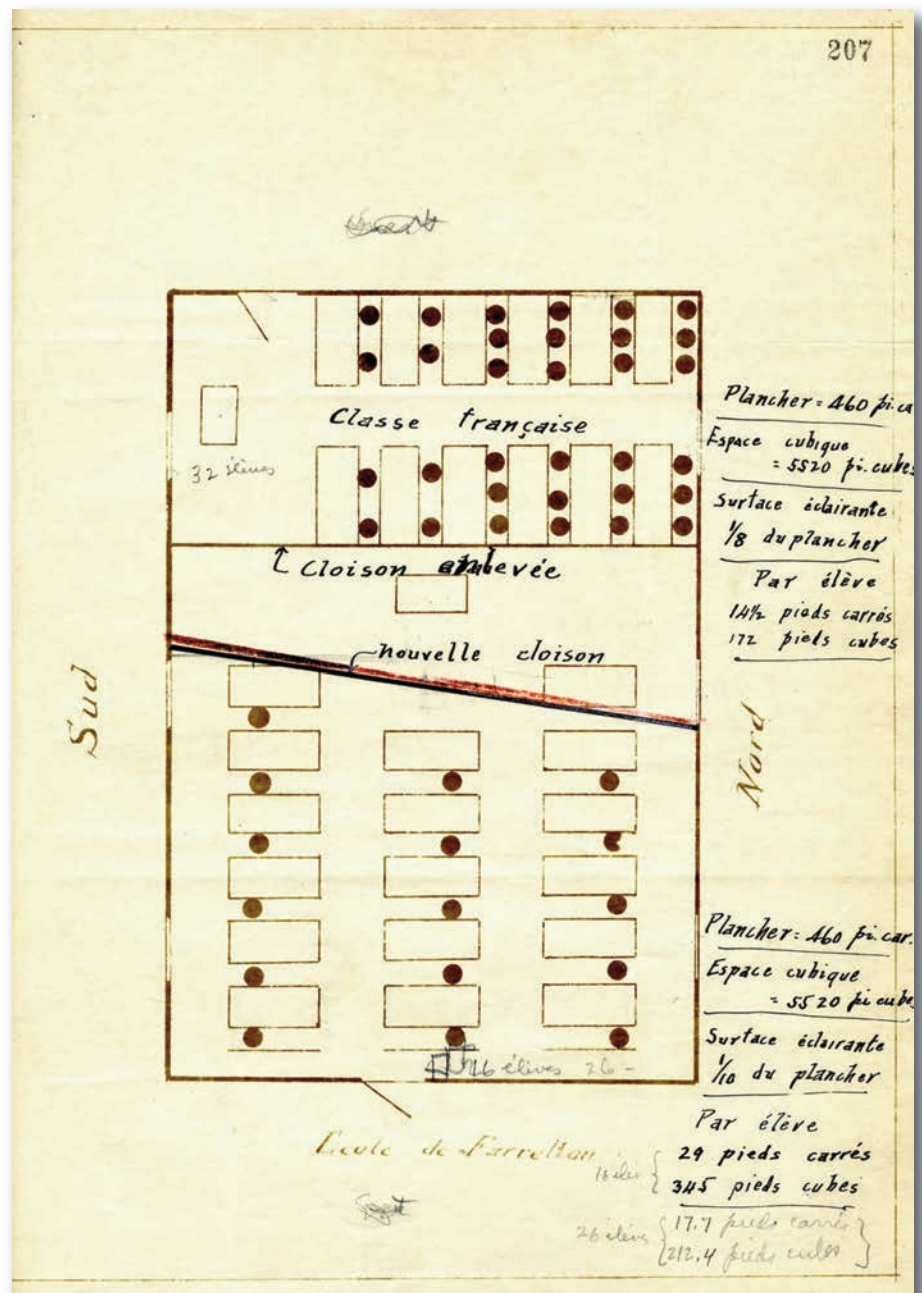 207
Classe française
32 élèves
Cloison enlevée
nouvelle cloison
Sud
Nord
Plancher = 460 pi. ca
Espace cubique
= 5520 pi. cubes
Surface éclairante
1/8 du plancher
Par élève
14½ pieds carrés
172 pieds cubes
Plancher = 460 pi. car.
Espace cubique
= 5520 pi cubes
Surface éclairante
1/10 du plancher
Par élève
29 pieds carrés
345 pieds cubes
16 élèves 26 -
École de Farrelton
26 élèves
17.7 pieds carrés
212.4 pieds cubes